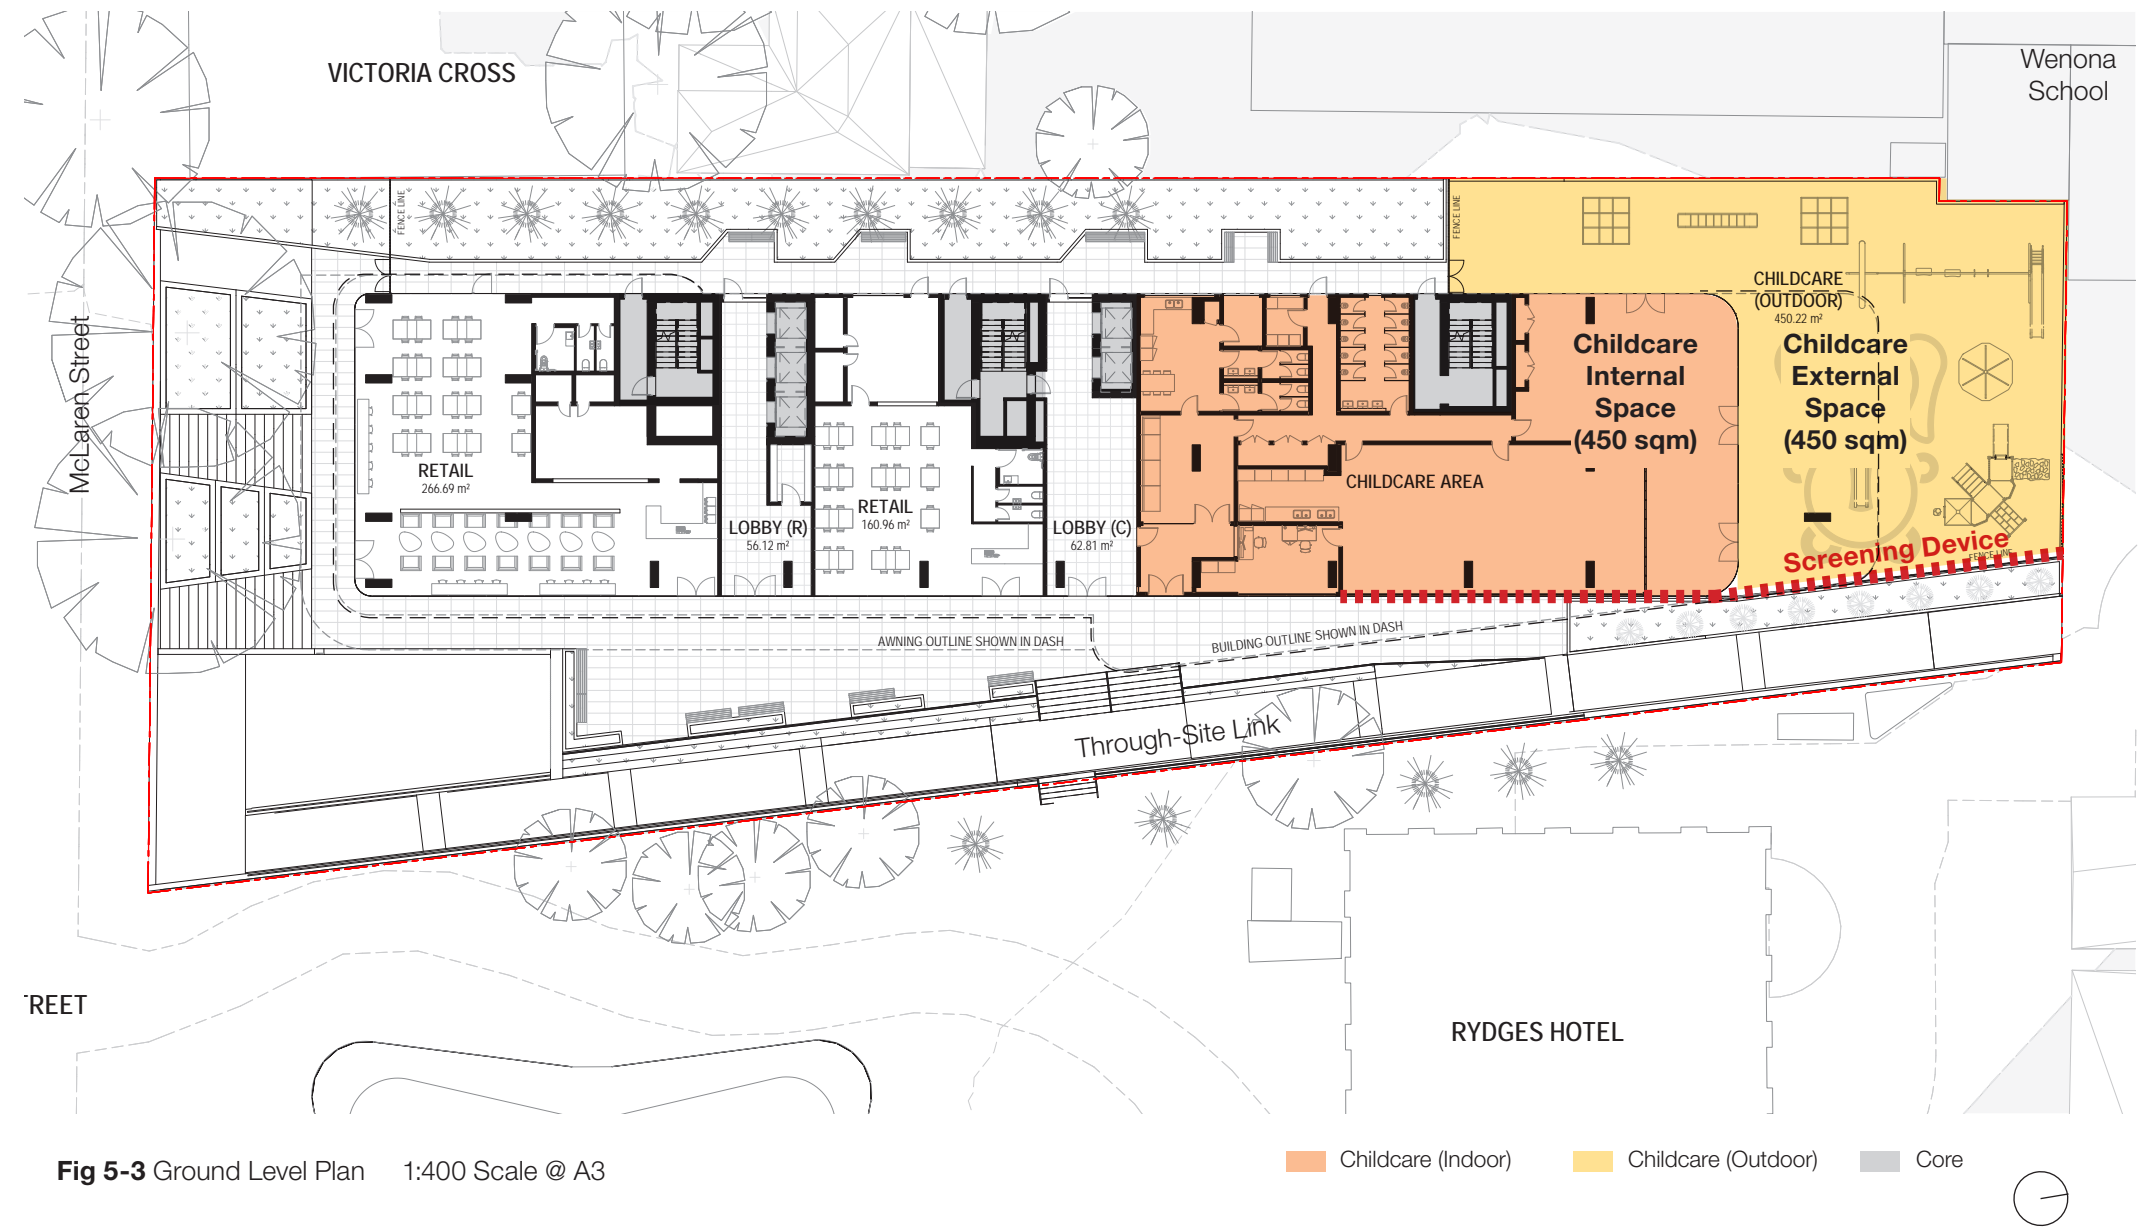 VICTORIA CROSS
Wenona
School
FENCE LINE
FENCE LINE
McLaren Street
CHILDCARE
(OUTDOOR)
450.22 m²
Childcare
Internal
Space
(450 sqm)
Childcare
External
Space
(450 sqm)
RETAIL
266.69 m²
CHILDCARE AREA
RETAIL
160.96 m²
LOBBY (R)
56.12 m²
LOBBY (C)
62.81 m²
Screening Device
FENCE LINE
AWNING OUTLINE SHOWN IN DASH
BUILDING OUTLINE SHOWN IN DASH
Through-Site Link
TREET
RYDGES HOTEL
Fig 5-3 Ground Level Plan 1:400 Scale @ A3
Childcare (Indoor)
Childcare (Outdoor)
Core